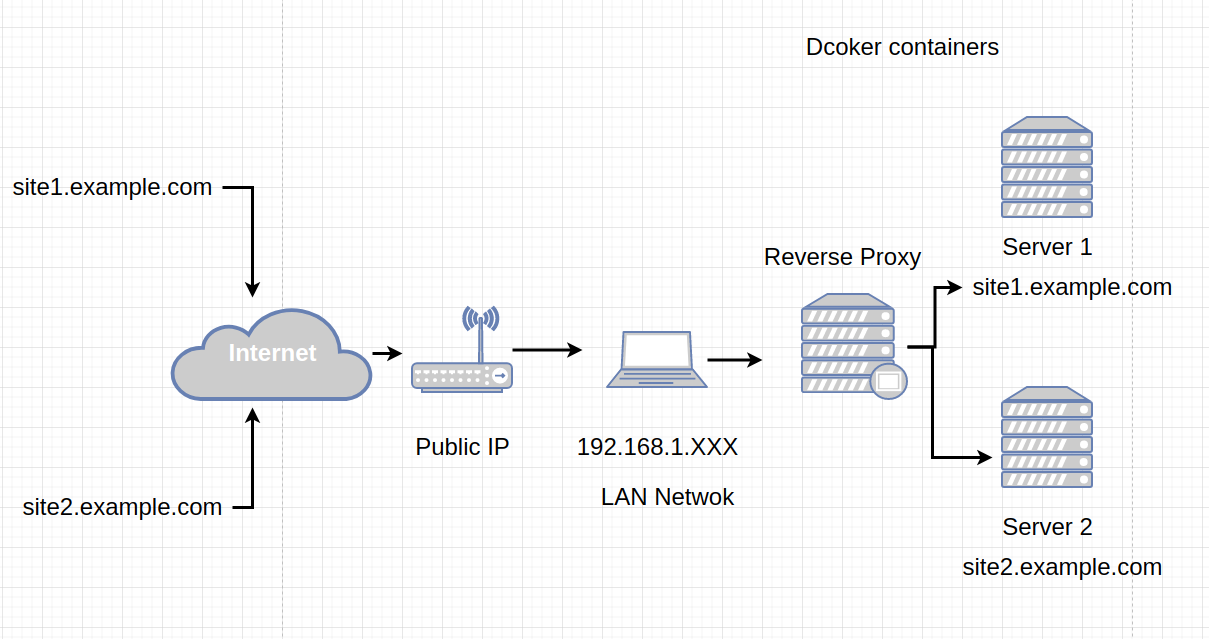 Dcoker containers
site1.example.com
Server 1
Reverse Proxy
site1.example.com
Internet
Public IP
192.168.1.XXX
LAN Netwok
site2.example.com
Server 2
site2.example.com